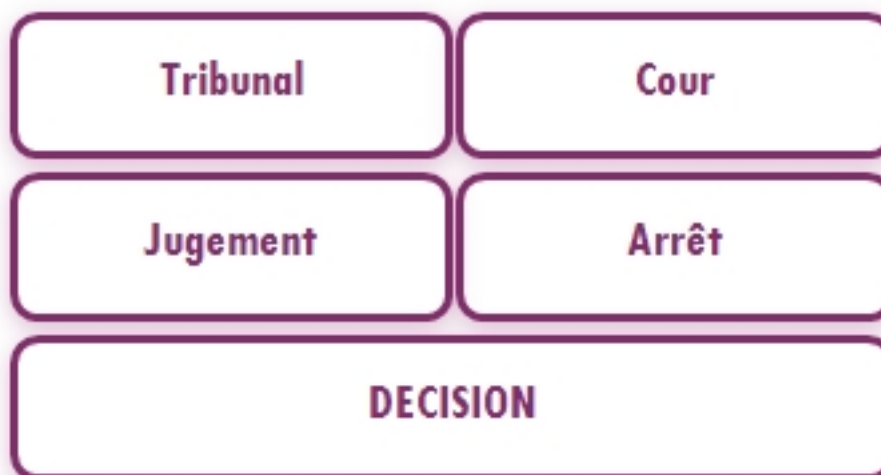 Tribunal
Cour
Jugement
Arrêt
DECISION